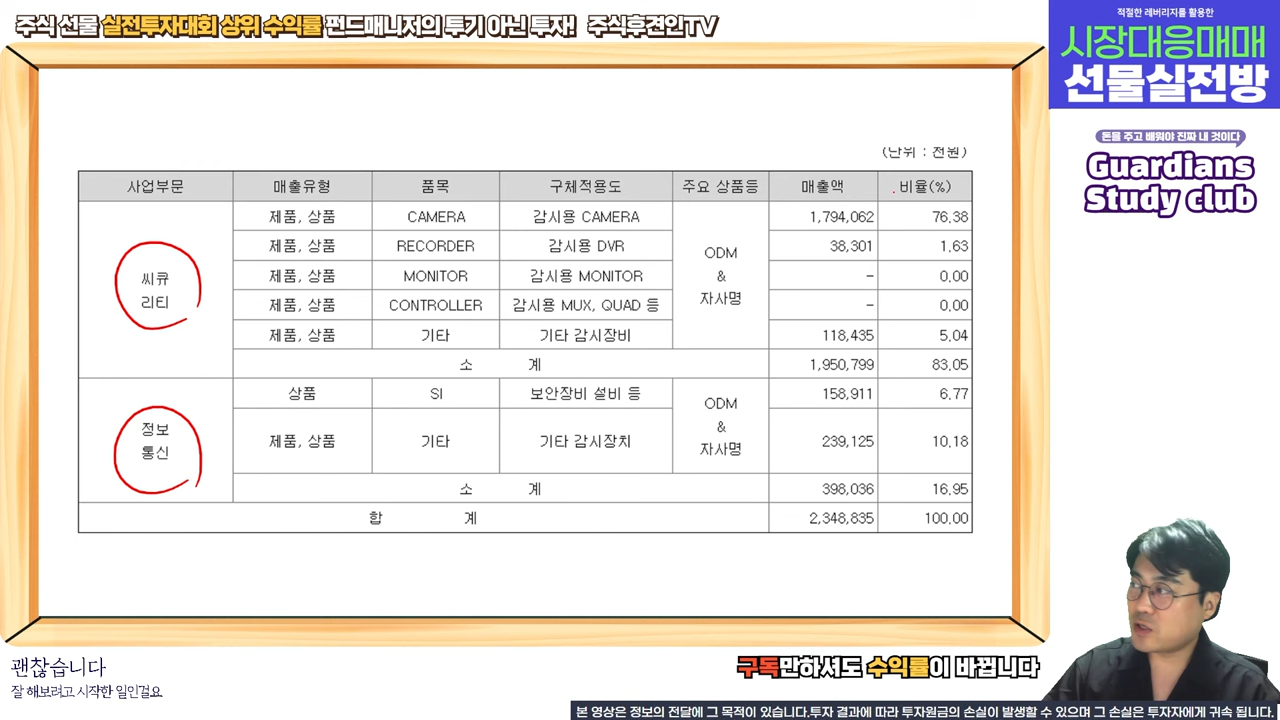 주식 선물 실전투자대회 상위 수익률 펀드매니저의 투기 아닌 투자! 주식후견인TV
적절한 레버리지를 활용한
시장대응매매
선물실전방
돈을 주고 배워야 진짜 내 것이다
Guardians
Study club
(단위 : 천원)
사업부문 매출유형 품목 구체적용도 주요 상품등 매출액 비율(%)
씨큐
리티
제품, 상품 CAMERA 감시용 CAMERA 1,794,062 76.38
제품, 상품 RECORDER 감시용 DVR 38,301 1.63
제품, 상품 MONITOR 감시용 MONITOR - 0.00
제품, 상품 CONTROLLER 감시용 MUX, QUAD 등 - 0.00
제품, 상품 기타 기타 감시장비 118,435 5.04
ODM
&
자사명
소 계 1,950,799 83.05
정보
통신
상품 SI 보안장비 설비 등 158,911 6.77
제품, 상품 기타 기타 감시장치 239,125 10.18
ODM
&
자사명
소 계 398,036 16.95
합 계 2,348,835 100.00
괜찮습니다
잘 해보려고 시작한 일인걸요
구독만하셔도 수익률이 바뀝니다
본 영상은 정보의 전달에 그 목적이 있습니다.투자 결과에 따라 투자원금의 손실이 발생할 수 있으며 그 손실은 투자자에게 귀속 됩니다.